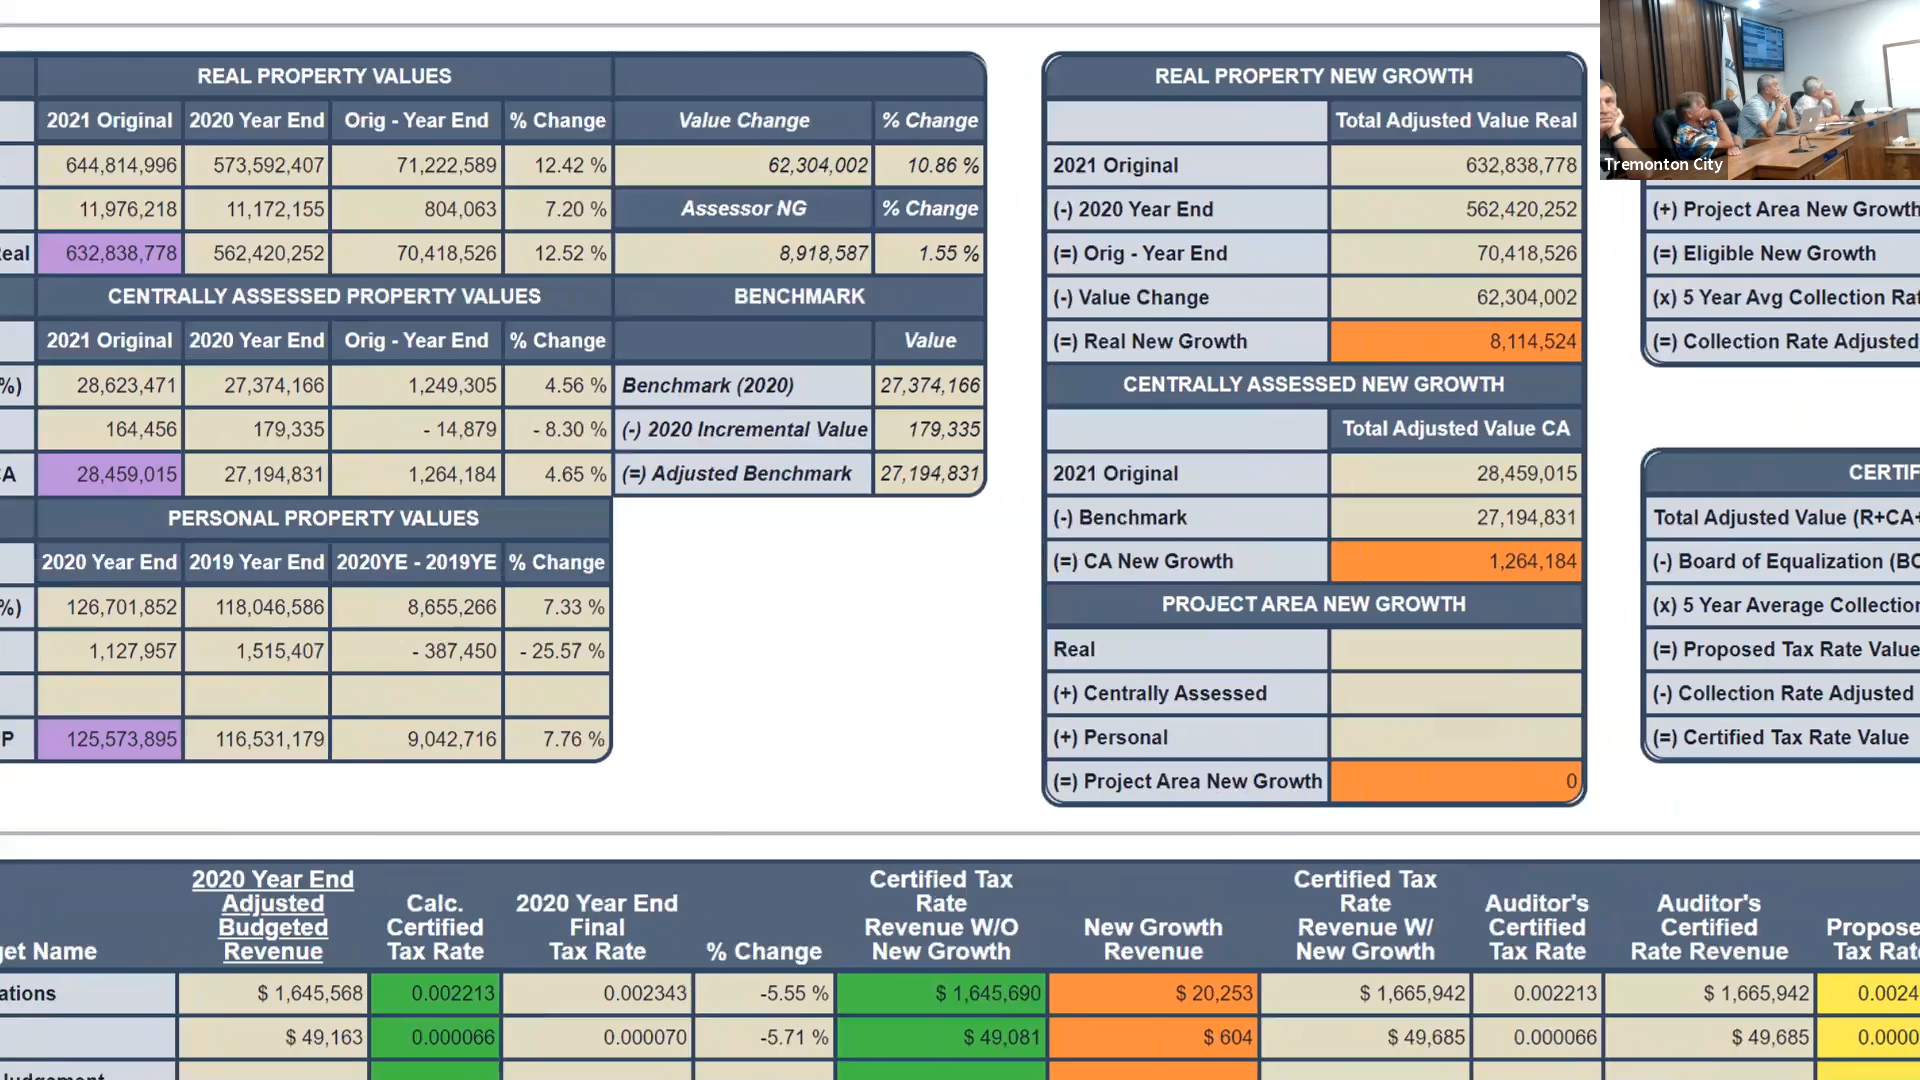 REAL PROPERTY VALUES
2021 Original 2020 Year End Orig - Year End % Change Value Change % Change
644,814,996 573,592,407 71,222,589 12.42 % 62,304,002 10.86 %
11,976,218 11,172,155 804,063 7.20 % Assessor NG % Change
eal 632,838,778 562,420,252 70,418,526 12.52 % 8,918,587 1.55 %
CENTRALLY ASSESSED PROPERTY VALUES BENCHMARK
2021 Original 2020 Year End Orig - Year End % Change Value
%) 28,623,471 27,374,166 1,249,305 4.56 % Benchmark (2020) 27,374,166
164,456 179,335 - 14,879 - 8.30 % (-) 2020 Incremental Value 179,335
CA 28,459,015 27,194,831 1,264,184 4.65 % (=) Adjusted Benchmark 27,194,831
PERSONAL PROPERTY VALUES
2020 Year End 2019 Year End 2020YE - 2019YE % Change
%) 126,701,852 118,046,586 8,655,266 7.33 %
1,127,957 1,515,407 - 387,450 - 25.57 %
P 125,573,895 116,531,179 9,042,716 7.76 %
REAL PROPERTY NEW GROWTH
Total Adjusted Value Real
2021 Original 632,838,778
(-) 2020 Year End 562,420,252
(=) Orig - Year End 70,418,526
(-) Value Change 62,304,002
(=) Real New Growth 8,114,524
CENTRALLY ASSESSED NEW GROWTH
Total Adjusted Value CA
2021 Original 28,459,015
(-) Benchmark 27,194,831
(=) CA New Growth 1,264,184
PROJECT AREA NEW GROWTH
Real
(+) Centrally Assessed
(+) Personal
(=) Project Area New Growth 0
Tremonton City
(+) Project Area New Growth
(=) Eligible New Growth
(x) 5 Year Avg Collection Rat
(=) Collection Rate Adjusted
CERTIF
Total Adjusted Value (R+CA+
(-) Board of Equalization (BO
(x) 5 Year Average Collection
(=) Proposed Tax Rate Value
(-) Collection Rate Adjusted
(=) Certified Tax Rate Value
get Name
2020 Year End
Adjusted
Budgeted
Revenue
Calc.
Certified
Tax Rate
2020 Year End
Final
Tax Rate
% Change
Certified Tax
Rate
Revenue W/O
New Growth
New Growth
Revenue
Certified Tax
Rate
Revenue W/
New Growth
Auditor's
Certified
Tax Rate
Auditor's
Certified
Rate Revenue
Propose
Tax Rat
ations $ 1,645,568 0.002213 0.002343 -5.55 % $ 1,645,690 $ 20,253 $ 1,665,942 0.002213 $ 1,665,942 0.0024
$ 49,163 0.000066 0.000070 -5.71 % $ 49,081 $ 604 $ 49,685 0.000066 $ 49,685 0.0000